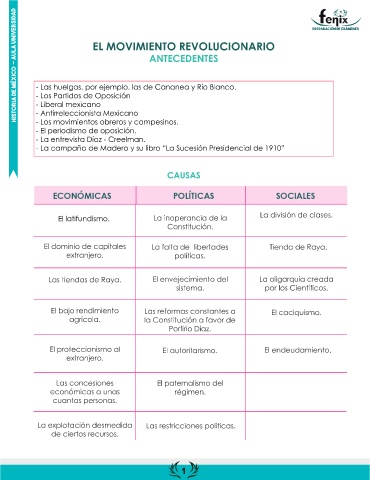 HISTORIA DE MÉXICO – AULA UNIVERSIDAD
fenix
PREPARACIÓN DE EXÁMENES
EL MOVIMIENTO REVOLUCIONARIO
ANTECEDENTES
- Las huelgas, por ejemplo, las de Cananea y Río Blanco.
- Los Partidos de Oposición
- Liberal mexicano
- Antirreeleccionista Mexicano
- Los movimientos obreros y campesinos.
- El periodismo de oposición.
- La entrevista Díaz - Creelman.
- La campaña de Madero y su libro “La Sucesión Presidencial de 1910”
CAUSAS
ECONÓMICAS POLÍTICAS SOCIALES
El latifundismo. La inoperancia de la La división de clases.
Constitución.
El dominio de capitales La falta de libertades Tienda de Raya.
extranjero. políticas.
Las tiendas de Raya. El envejecimiento del La oligarquía creada
sistema. por los Científicos.
El bajo rendimiento Las reformas constantes a El caciquismo.
agrícola. la Constitución a favor de
Porfirio Díaz.
El proteccionismo al El autoritarismo. El endeudamiento.
extranjero.
Las concesiones El paternalismo del
económicas a unas régimen.
cuantas personas.
La explotación desmedida Las restricciones políticas.
de ciertos recursos.
1